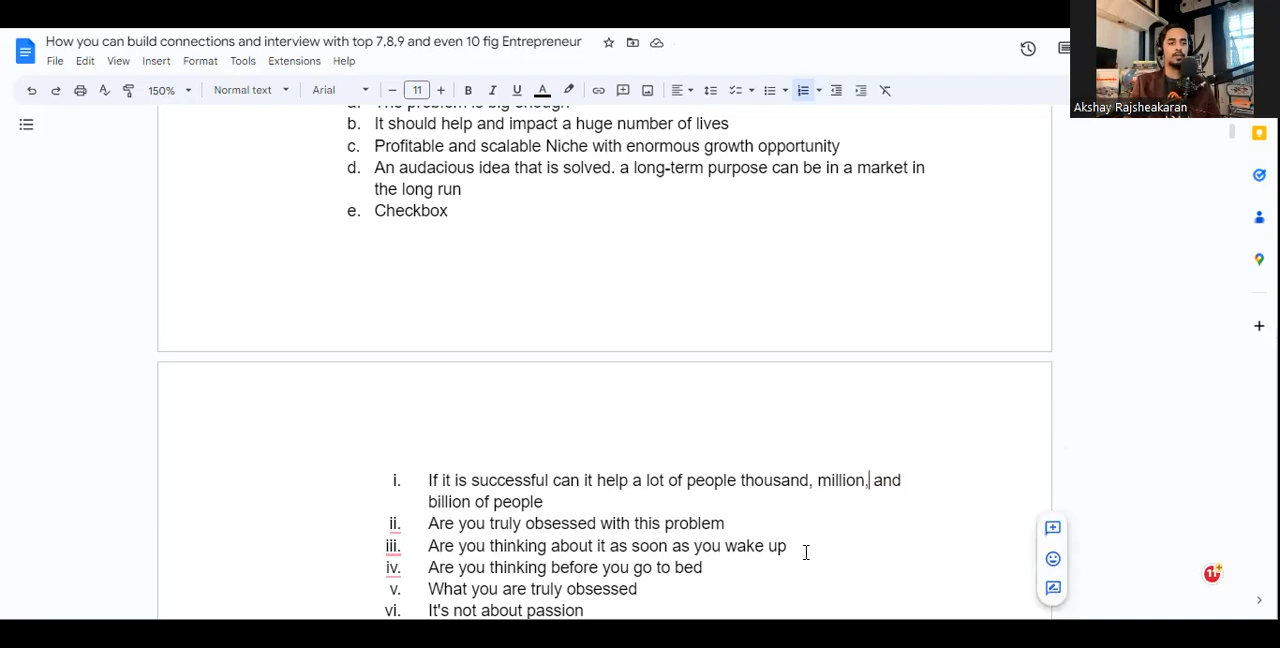 How you can build connections and interview with top 7,8,9 and even 10 fig Entrepreneur
File Edit View Insert Format Tools Extensions Help
150% Normal text Arial 11 B I U A
Akshay Rajsheakaran
a. The problem is big enough
b. It should help and impact a huge number of lives
c. Profitable and scalable Niche with enormous growth opportunity
d. An audacious idea that is solved. a long-term purpose can be in a market in
the long run
e. Checkbox
i. If it is successful can it help a lot of people thousand, million, and
billion of people
ii. Are you truly obsessed with this problem
iii. Are you thinking about it as soon as you wake up
iv. Are you thinking before you go to bed
v. What you are truly obsessed
vi. It's not about passion